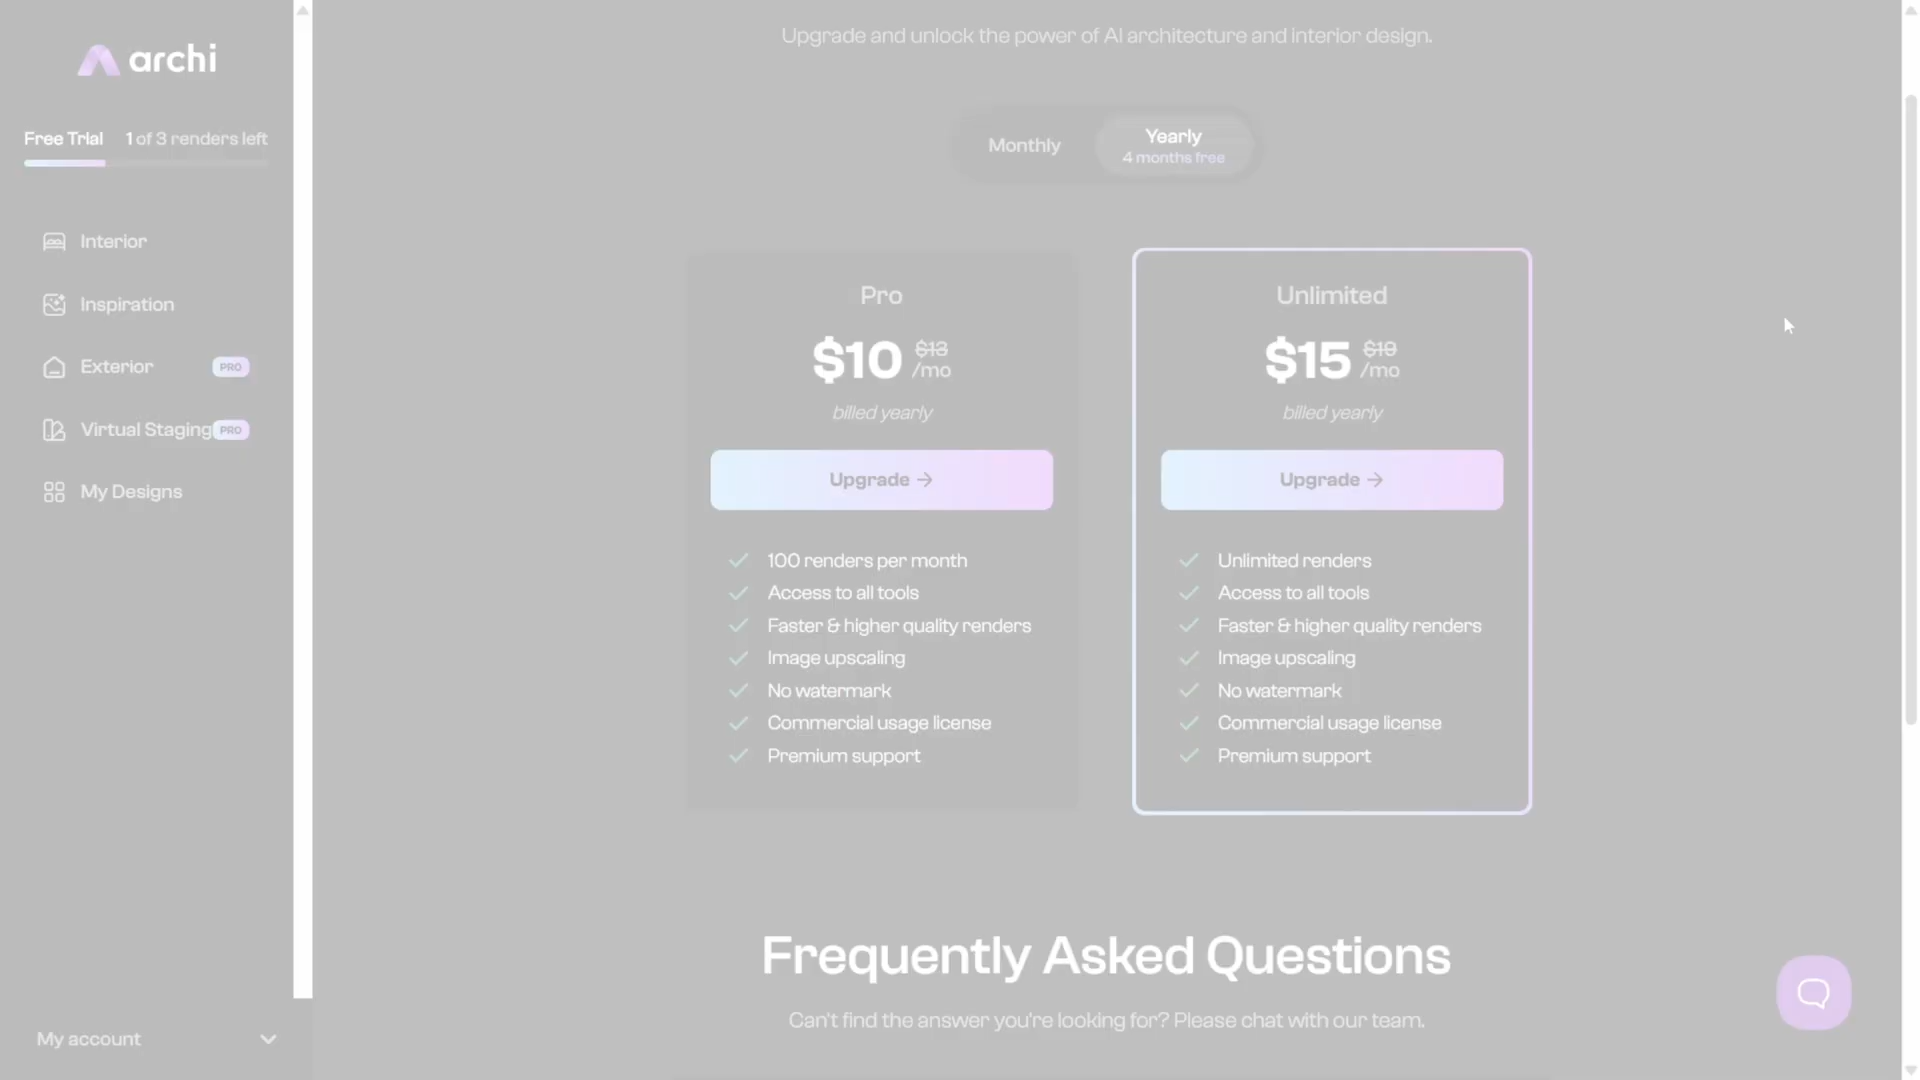 archi
Free Trial 1 of 3 renders left
Interior
Inspiration
Exterior PRO
Virtual Staging PRO
My Designs
My account
Upgrade and unlock the power of AI architecture and interior design.
Monthly
Yearly
4 months free
Pro
$10 $13
/mo
billed yearly
Upgrade →
100 renders per month
Access to all tools
Faster & higher quality renders
Image upscaling
No watermark
Commercial usage license
Premium support
Unlimited
$15 $19
/mo
billed yearly
Upgrade →
Unlimited renders
Access to all tools
Faster & higher quality renders
Image upscaling
No watermark
Commercial usage license
Premium support
Frequently Asked Questions
Can't find the answer you're looking for? Please chat with our team.